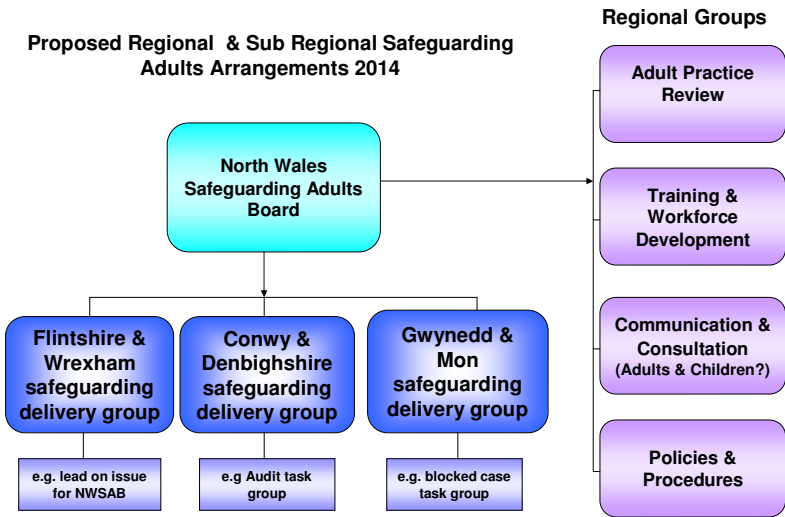 Regional Groups
Proposed Regional & Sub Regional Safeguarding
Adults Arrangements 2014
North Wales
Safeguarding Adults
Board
Adult Practice
Review
Training &
Workforce
Development
Communication &
Consultation
(Adults & Children?)
Policies &
Procedures
Flintshire &
Wrexham
safeguarding
delivery group
Conwy &
Denbighshire
safeguarding
delivery group
Gwynedd &
Mon
safeguarding
delivery group
e.g. lead on issue
for NWSAB
e.g Audit task
group
e.g. blocked case
task group